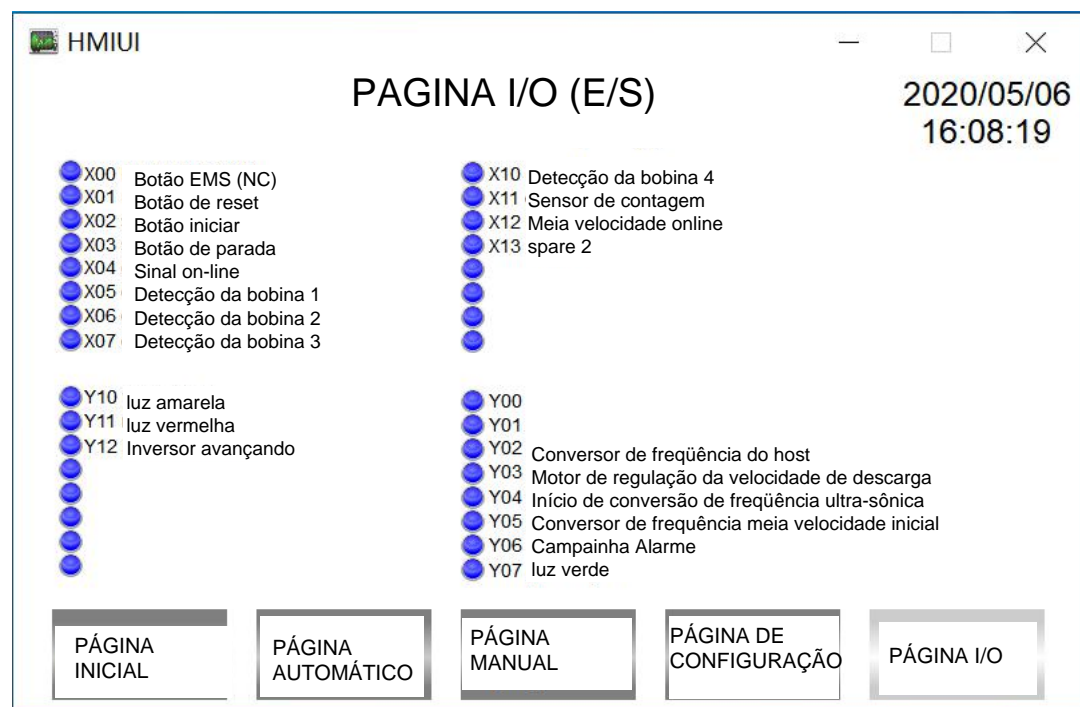 HMIUI
PAGINA I/O (E/S)
2020/05/06
16:08:19
X00 Botão EMS (NC)
X01 Botão de reset
X02 Botão iniciar
X03 Botão de parada
X04 Sinal on-line
X05 Detecção da bobina 1
X06 Detecção da bobina 2
X07 Detecção da bobina 3
X10 Detecção da bobina 4
X11 Sensor de contagem
X12 Meia velocidade online
X13 spare 2
Y10 luz amarela
Y11 luz vermelha
Y12 Inversor avançando
Y00
Y01
Y02 Conversor de freqüência do host
Y03 Motor de regulação da velocidade de descarga
Y04 Início de conversão de freqüência ultra-sônica
Y05 Conversor de frequência meia velocidade inicial
Y06 Campainha Alarme
Y07 luz verde
PÁGINA
INICIAL
PÁGINA
AUTOMÁTICO
PÁGINA
MANUAL
PÁGINA DE
CONFIGURAÇÃO
PÁGINA I/O